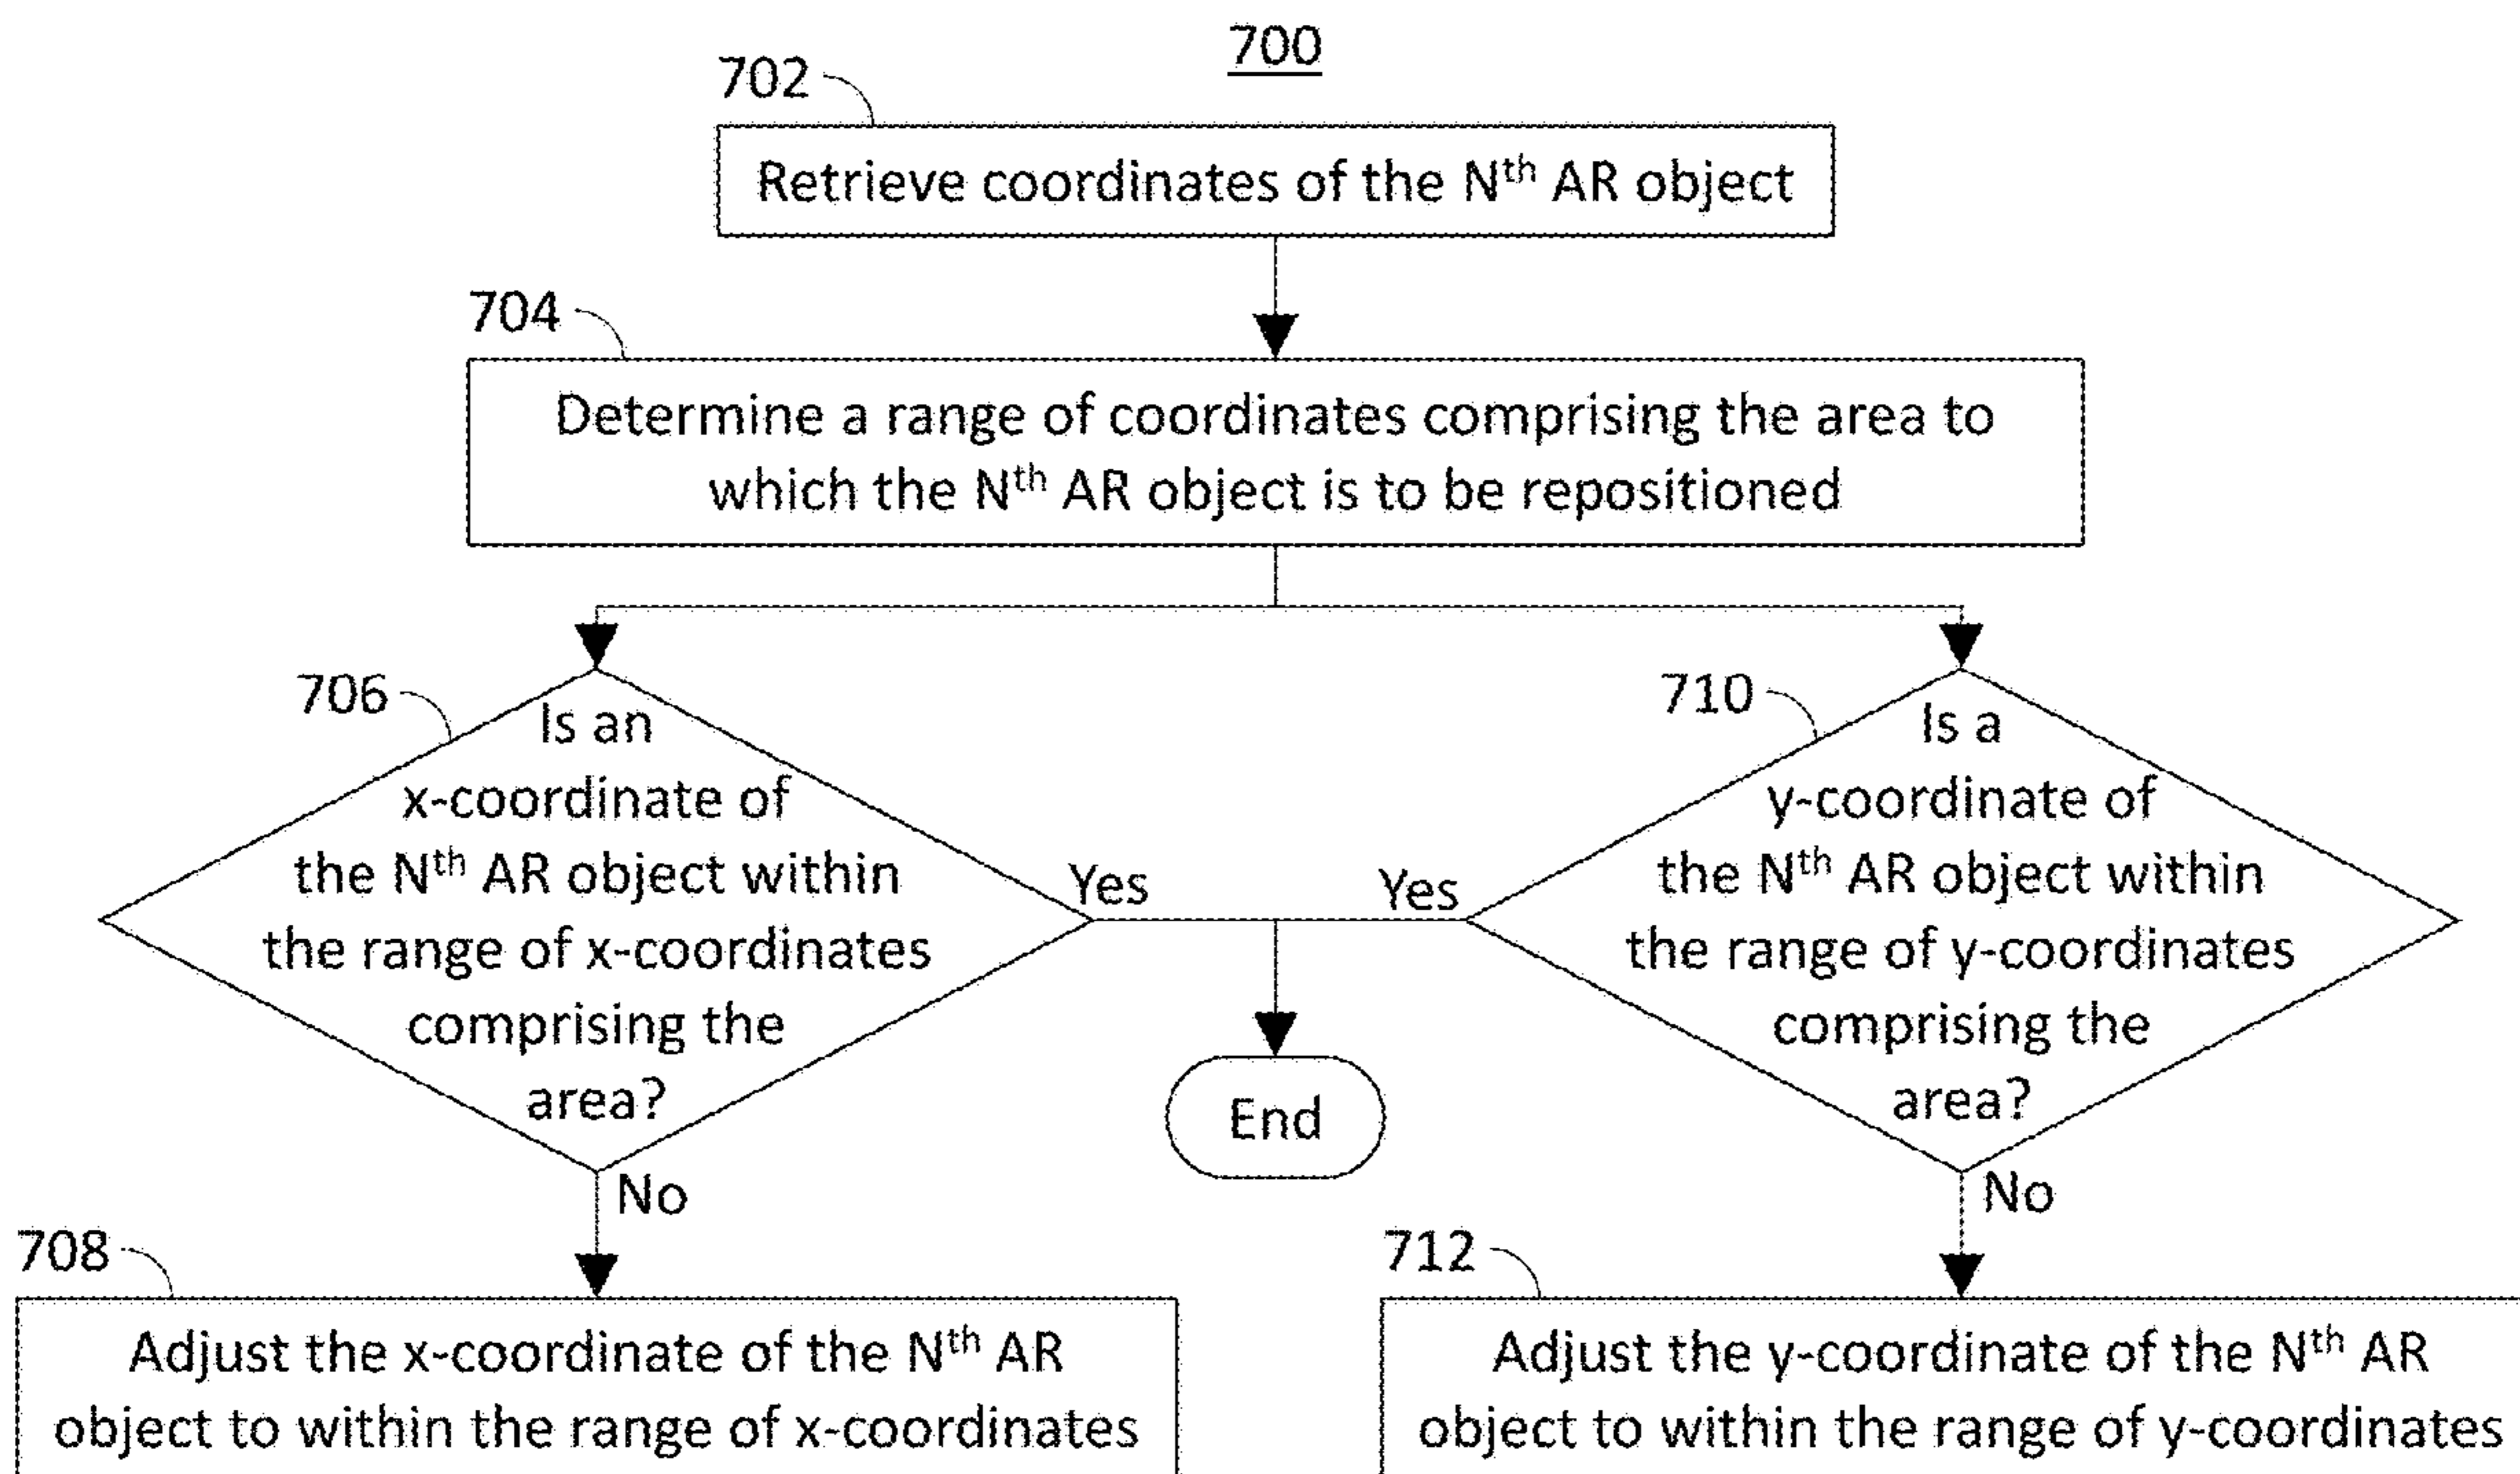 700
702
Retrieve coordinates of the Nth AR object
704
Determine a range of coordinates comprising the area to
which the Nth AR object is to be repositioned
706
Is an
x-coordinate of
the Nth AR object within
the range of x-coordinates
comprising the
area?
Yes
710
Is a
y-coordinate of
the Nth AR object within
the range of y-coordinates
comprising the
area?
Yes
End
No
No
708
Adjust the x-coordinate of the Nth AR
object to within the range of x-coordinates
712
Adjust the y-coordinate of the Nth AR
object to within the range of y-coordinates